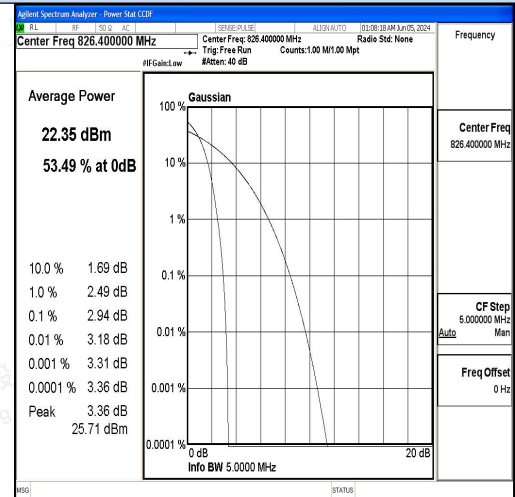 Agilent Spectrum Analyzer - Power Stat CCDF
RL RF 50 Ω AC SENSE:PULSE ALIGN AUTO 01:08:18 AM Jun 05, 2024
Center Freq 826.400000 MHz Center Freq: 826.400000 MHz Radio Std: None Frequency
Trig: Free Run Counts:1.00 M/1.00 Mpt
#IFGain:Low #Atten: 40 dB
Average Power
22.35 dBm
53.49 % at 0dB
10.0 % 1.69 dB
1.0 % 2.49 dB
0.1 % 2.94 dB
0.01 % 3.18 dB
0.001 % 3.31 dB
0.0001 % 3.36 dB
Peak 3.36 dB
25.71 dBm
Gaussian
100 %
10 %
1 %
0.1 %
0.01 %
0.001 %
0.0001 %
0 dB 20 dB
Info BW 5.0000 MHz
Center Freq
826.400000 MHz
CF Step
5.000000 MHz
Auto Man
Freq Offset
0 Hz
MSG STATUS